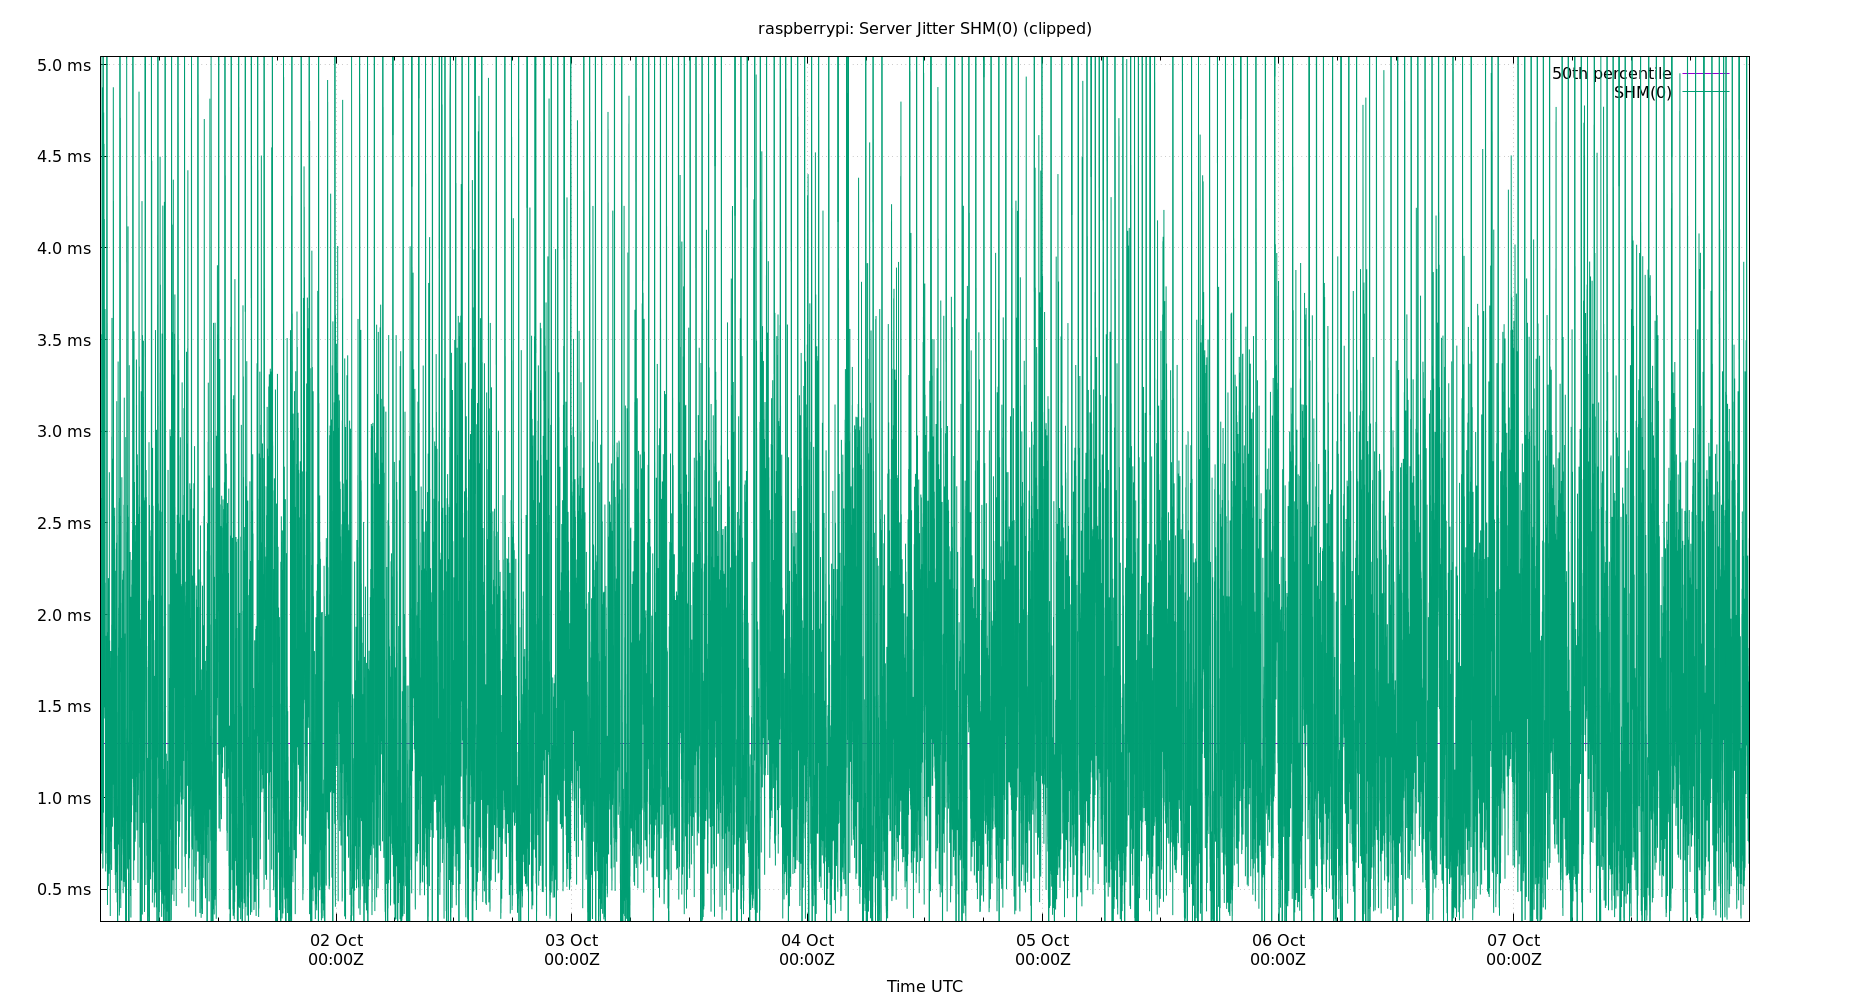 raspberrypi: Server Jitter SHM(0) (clipped)
5.0 ms
4.5 ms
4.0 ms
3.5 ms
3.0 ms
2.5 ms
2.0 ms
1.5 ms
1.0 ms
0.5 ms
50th percentile
SHM(0)
02 Oct 03 Oct 04 Oct 05 Oct 06 Oct 07 Oct
00:00Z 00:00Z 00:00Z 00:00Z 00:00Z 00:00Z
Time UTC